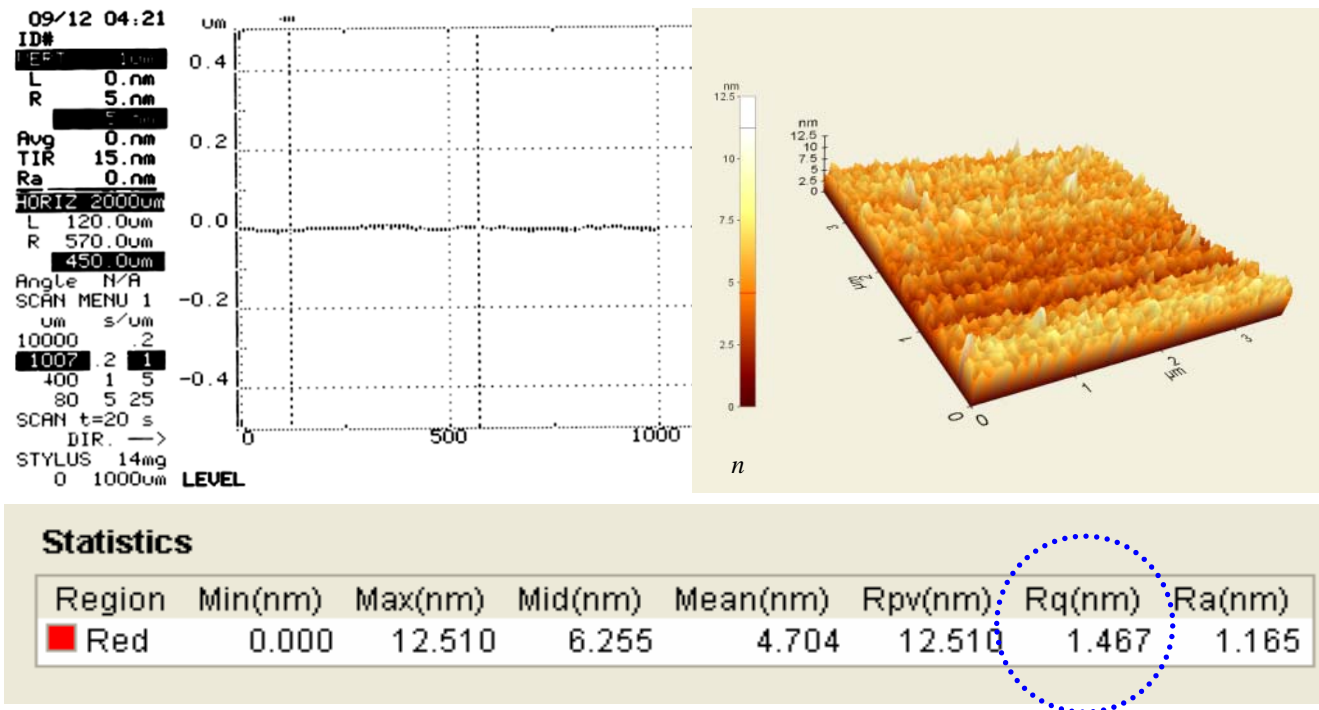 09/12 04:21
ID#
VERT 1um
L 0.nm
R 5.nm
5.nm
Avg 0.nm
TIR 15.nm
Ra 0.nm
HORIZ 2000um
L 120.0um
R 570.0um
450.0um
Angle N/A
SCAN MENU 1
um s/um
10000 .2
1007 .2 1
400 1 5
80 5 25
SCAN t=20 s
DIR. —>
STYLUS 14mg
0 1000um LEVEL
um
0.4
0.2
0.0
-0.2
-0.4
0 500 1000
nm
12.5
10
7.5
5
2.5
0
nm
12.5
10
7.5
5
2.5
0
3
2
µm
1
0
0
1
2
µm
3
n
Statistics
Region Min(nm) Max(nm) Mid(nm) Mean(nm) Rpv(nm) Rq(nm) Ra(nm)
Red 0.000 12.510 6.255 4.704 12.510 1.467 1.165